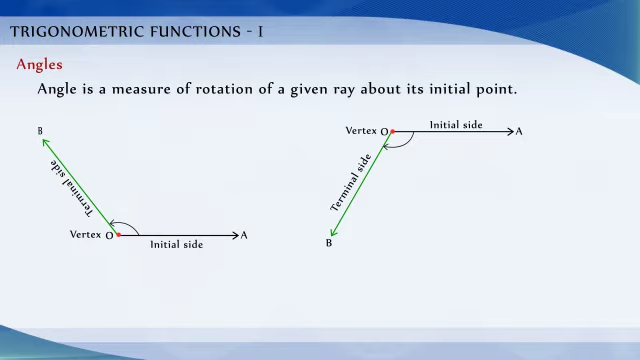 TRIGONOMETRIC FUNCTIONS - I
Angles
Angle is a measure of rotation of a given ray about its initial point.
B
Terminal side
Vertex O
Initial side
A
Vertex O
Initial side
A
Terminal side
B